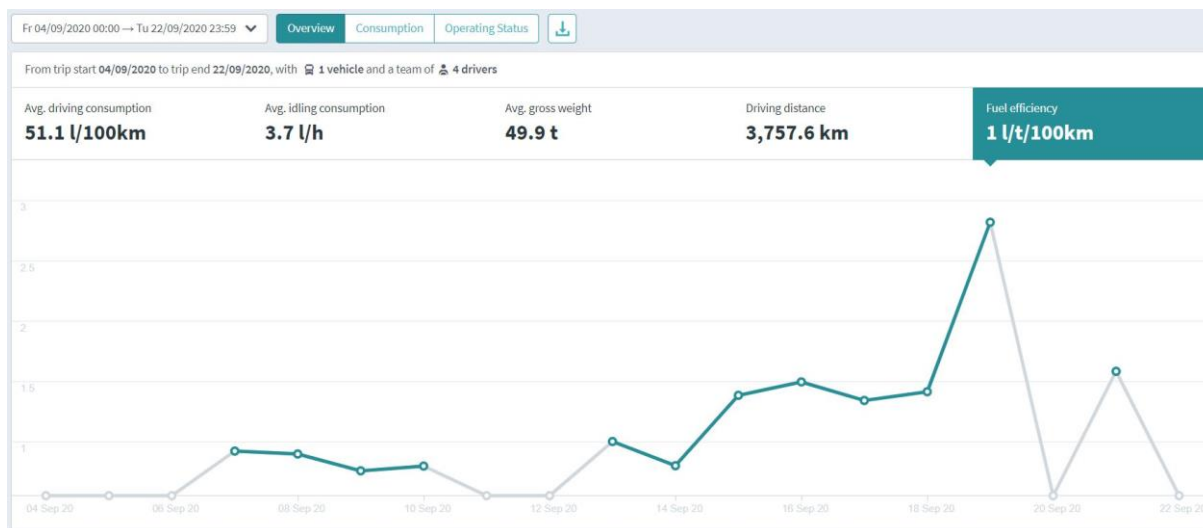 Fr 04/09/2020 00:00 → Tu 22/09/2020 23:59 Overview Consumption Operating Status
From trip start 04/09/2020 to trip end 22/09/2020, with 1 vehicle and a team of 4 drivers
Avg. driving consumption Avg. idling consumption Avg. gross weight Driving distance Fuel efficiency
51.1 l/100km 3.7 l/h 49.9 t 3,757.6 km 1 l/t/100km
3
2.5
2
1.5
1
04 Sep 20 06 Sep 20 08 Sep 20 10 Sep 20 12 Sep 20 14 Sep 20 16 Sep 20 18 Sep 20 20 Sep 20 22 Sep 20